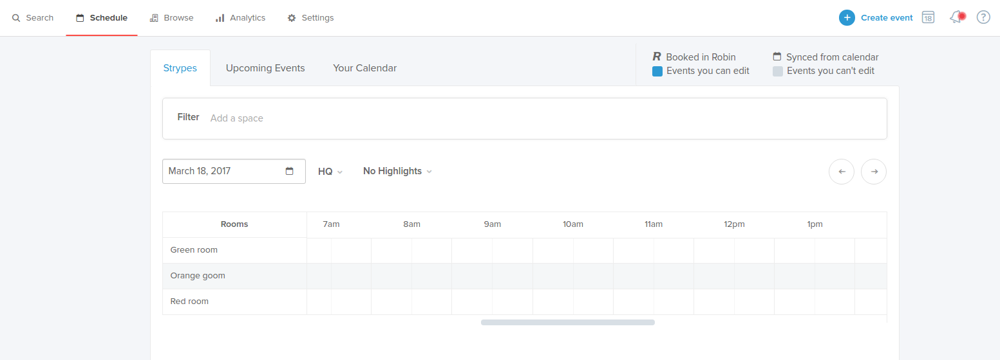 Search Schedule Browse Analytics Settings Create event 18 ?
Strypes Upcoming Events Your Calendar
R Booked in Robin Synced from calendar
Events you can edit Events you can't edit
Filter Add a space
March 18, 2017 HQ No Highlights
Rooms 7am 8am 9am 10am 11am 12pm 1pm
Green room
Orange goom
Red room